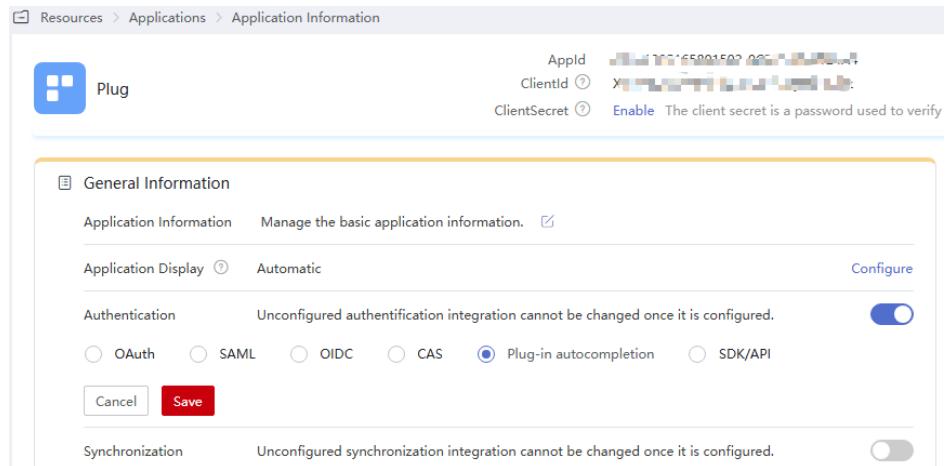 Resources > Applications > Application Information
AppId
Plug
ClientId
ClientSecret Enable The client secret is a password used to verify
General Information
Application Information Manage the basic application information.
Application Display Automatic Configure
Authentication Unconfigured authentification integration cannot be changed once it is configured.
OAuth SAML OIDC CAS Plug-in autocompletion SDK/API
Cancel Save
Synchronization Unconfigured synchronization integration cannot be changed once it is configured.